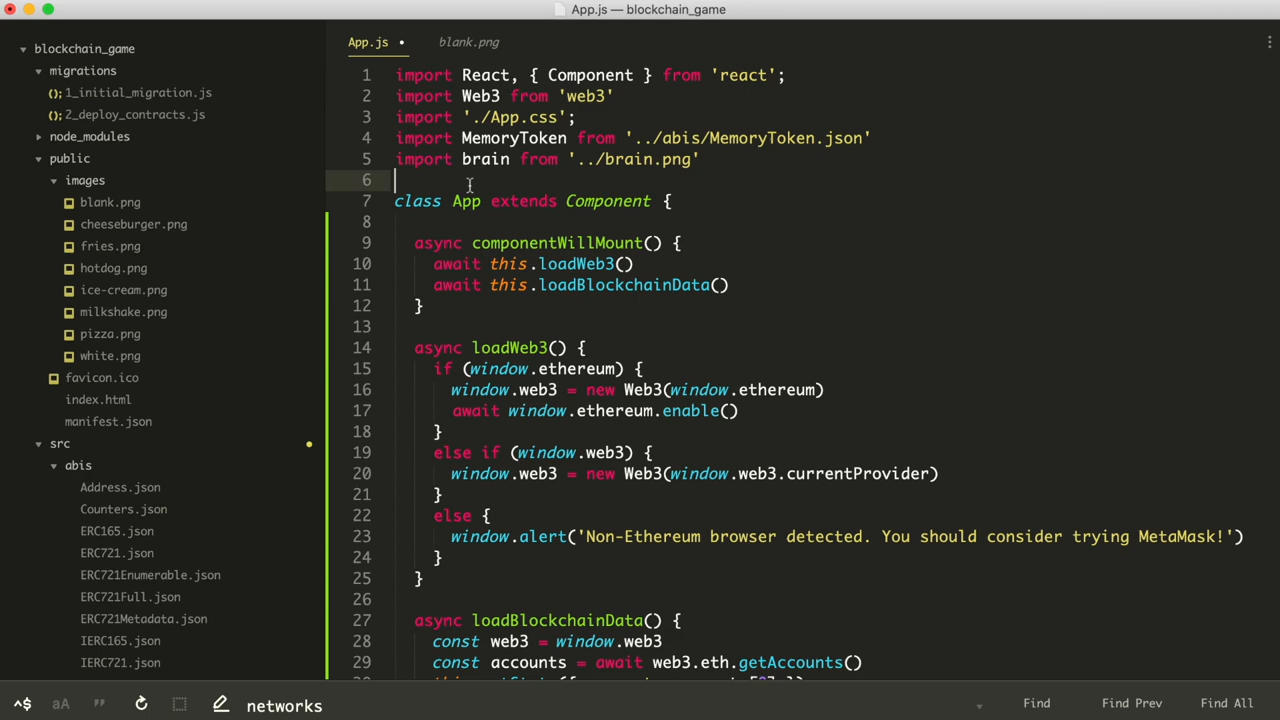 App.js — blockchain_game
blockchain_game
migrations
1_initial_migration.js
2_deploy_contracts.js
node_modules
public
images
blank.png
cheeseburger.png
fries.png
hotdog.png
ice-cream.png
milkshake.png
pizza.png
white.png
favicon.ico
index.html
manifest.json
src
abis
Address.json
Counters.json
ERC165.json
ERC721.json
ERC721Enumerable.json
ERC721Full.json
ERC721Metadata.json
IERC165.json
IERC721.json
App.js • blank.png
1 import React, { Component } from 'react';
2 import Web3 from 'web3'
3 import './App.css';
4 import MemoryToken from '../abis/MemoryToken.json'
5 import brain from '../brain.png'
6
7 class App extends Component {
8
9 async componentWillMount() {
10 await this.loadWeb3()
11 await this.loadBlockchainData()
12 }
13
14 async loadWeb3() {
15 if (window.ethereum) {
16 window.web3 = new Web3(window.ethereum)
17 await window.ethereum.enable()
18 }
19 else if (window.web3) {
20 window.web3 = new Web3(window.web3.currentProvider)
21 }
22 else {
23 window.alert('Non-Ethereum browser detected. You should consider trying MetaMask!')
24 }
25 }
26
27 async loadBlockchainData() {
28 const web3 = window.web3
29 const accounts = await web3.eth.getAccounts()
networks
Find Find Prev Find All